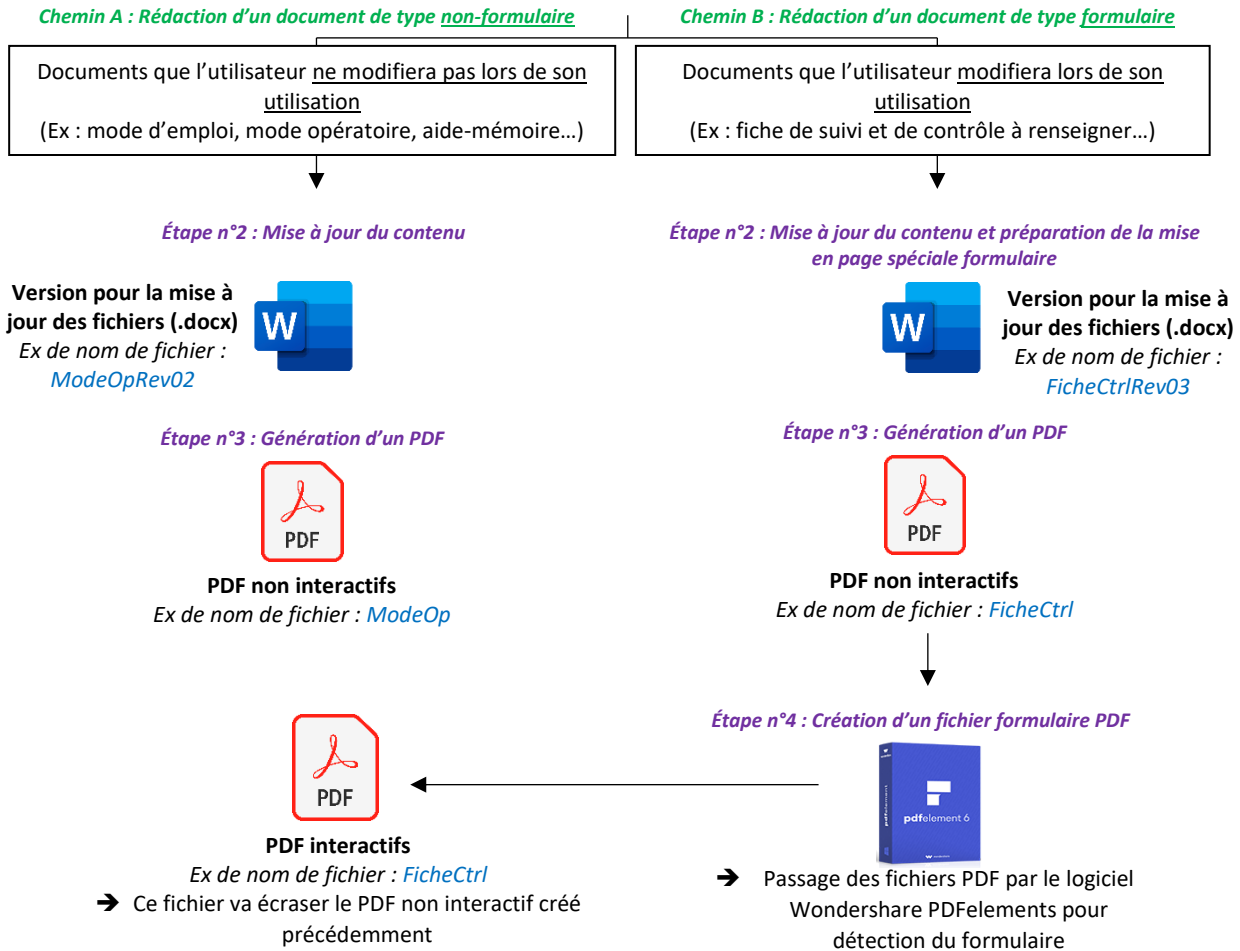 Chemin A : Rédaction d’un document de type non-formulaire
Documents que l’utilisateur ne modifiera pas lors de son
utilisation
(Ex : mode d’emploi, mode opératoire, aide-mémoire…)
Étape n°2 : Mise à jour du contenu
Version pour la mise à
jour des fichiers (.docx)
Ex de nom de fichier :
ModeOpRev02
W
Étape n°3 : Génération d’un PDF
PDF
PDF non interactifs
Ex de nom de fichier : ModeOp
Chemin B : Rédaction d’un document de type formulaire
Documents que l’utilisateur modifiera lors de son
utilisation
(Ex : fiche de suivi et de contrôle à renseigner…)
Étape n°2 : Mise à jour du contenu et préparation de la mise
en page spéciale formulaire
W
Version pour la mise à
jour des fichiers (.docx)
Ex de nom de fichier :
FicheCtrlRev03
Étape n°3 : Génération d’un PDF
PDF
PDF non interactifs
Ex de nom de fichier : FicheCtrl
Étape n°4 : Création d’un fichier formulaire PDF
pdfelement
pdfelement 6
wondershare
➔ Passage des fichiers PDF par le logiciel
Wondershare PDFelements pour
détection du formulaire
PDF
PDF interactifs
Ex de nom de fichier : FicheCtrl
➔ Ce fichier va écraser le PDF non interactif créé
précédemment